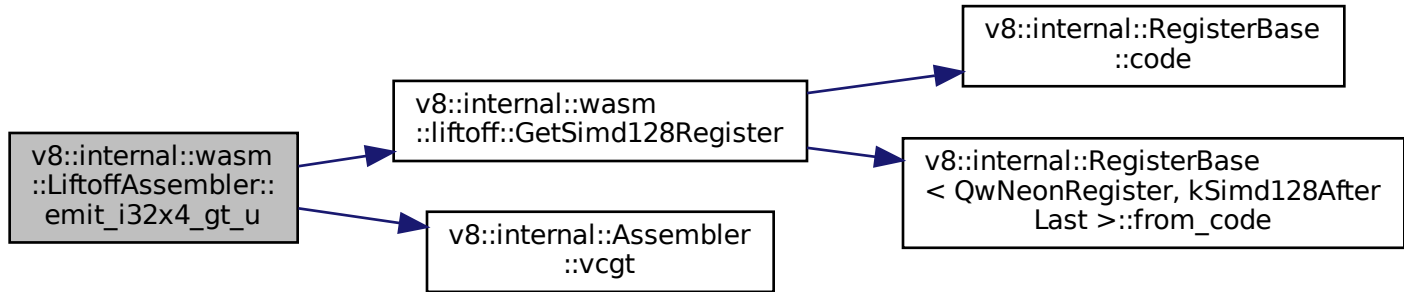 v8::internal::wasm
::LiftoffAssembler::
emit_i32x4_gt_u
v8::internal::wasm
::liftoff::GetSimd128Register
v8::internal::Assembler
::vcgt
v8::internal::RegisterBase
::code
v8::internal::RegisterBase
< QwNeonRegister, kSimd128After
Last >::from_code